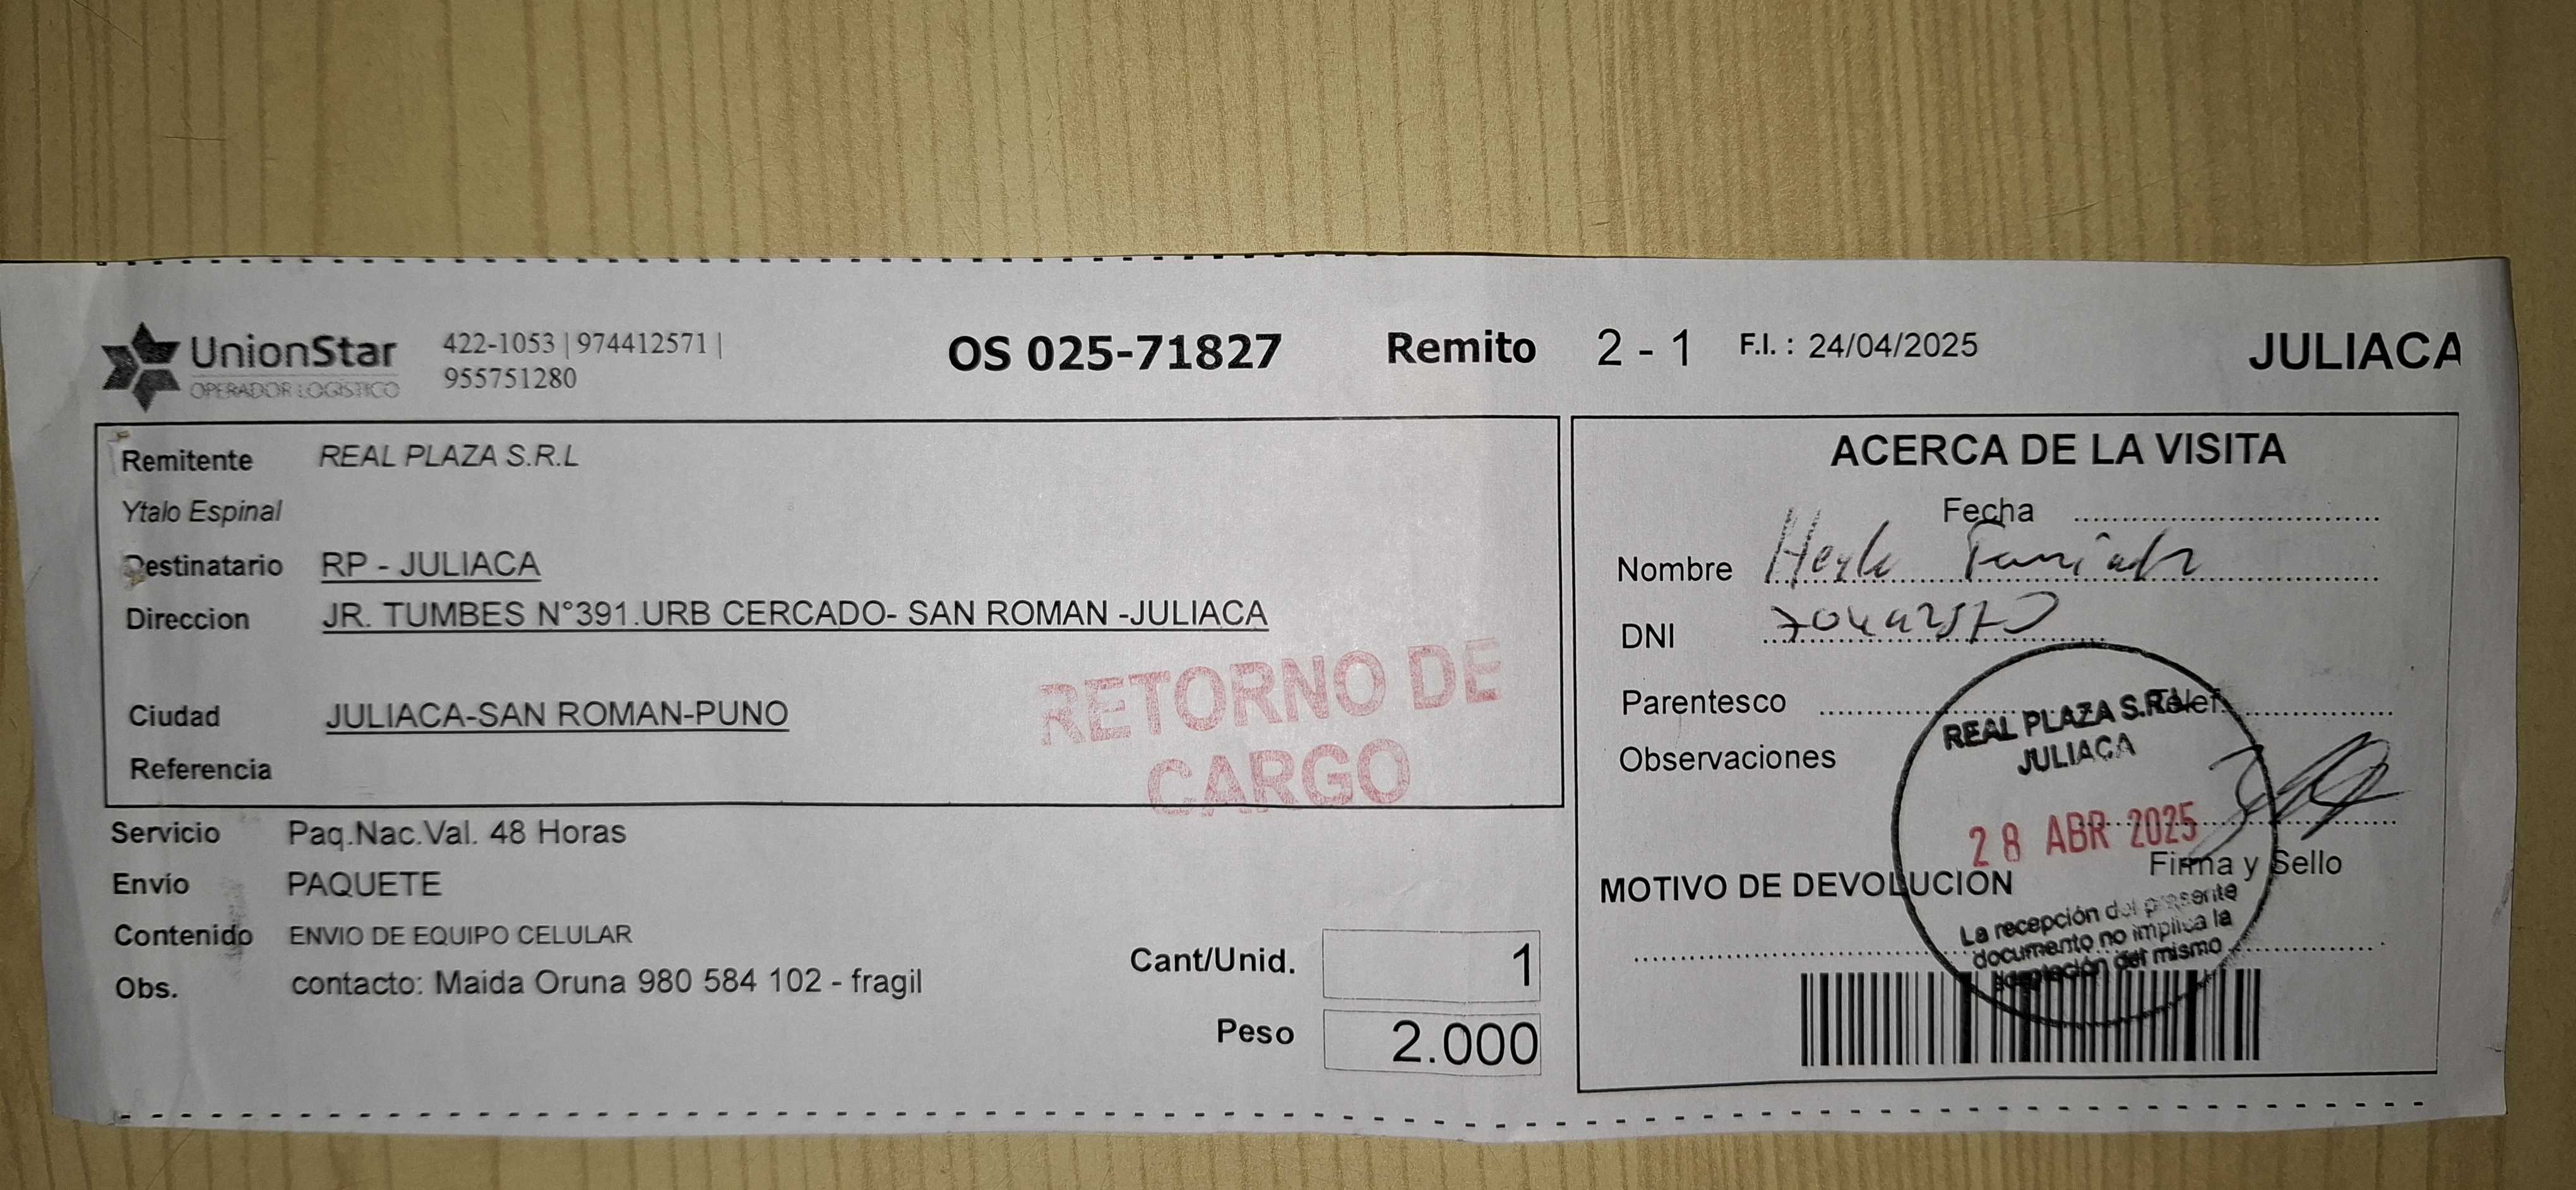 UnionStar
OPERADOR LOGISTICO
422-1053 | 974412571 |
955751280
OS 025-71827
Remito 2 - 1
F.I. : 24/04/2025
JULIACA
Remitente REAL PLAZA S.R.L
Ytalo Espinal
Destinatario RP - JULIACA
Direccion JR. TUMBES N°391.URB CERCADO- SAN ROMAN -JULIACA
Ciudad JULIACA-SAN ROMAN-PUNO
Referencia
RETORNO DE
CARGO
Servicio Paq.Nac.Val. 48 Horas
Envío PAQUETE
Contenido ENVIO DE EQUIPO CELULAR
Obs. contacto: Maida Oruna 980 584 102 - fragil
Cant/Unid. 1
Peso 2.000
ACERCA DE LA VISITA
Fecha
Nombre
DNI
Parentesco
Telef.
Observaciones
Firma y Sello
MOTIVO DE DEVOLUCION
REAL PLAZA S.R.L.
JULIACA
28 ABR 2025
La recepción del presente
documento no implica la
aceptación del mismo